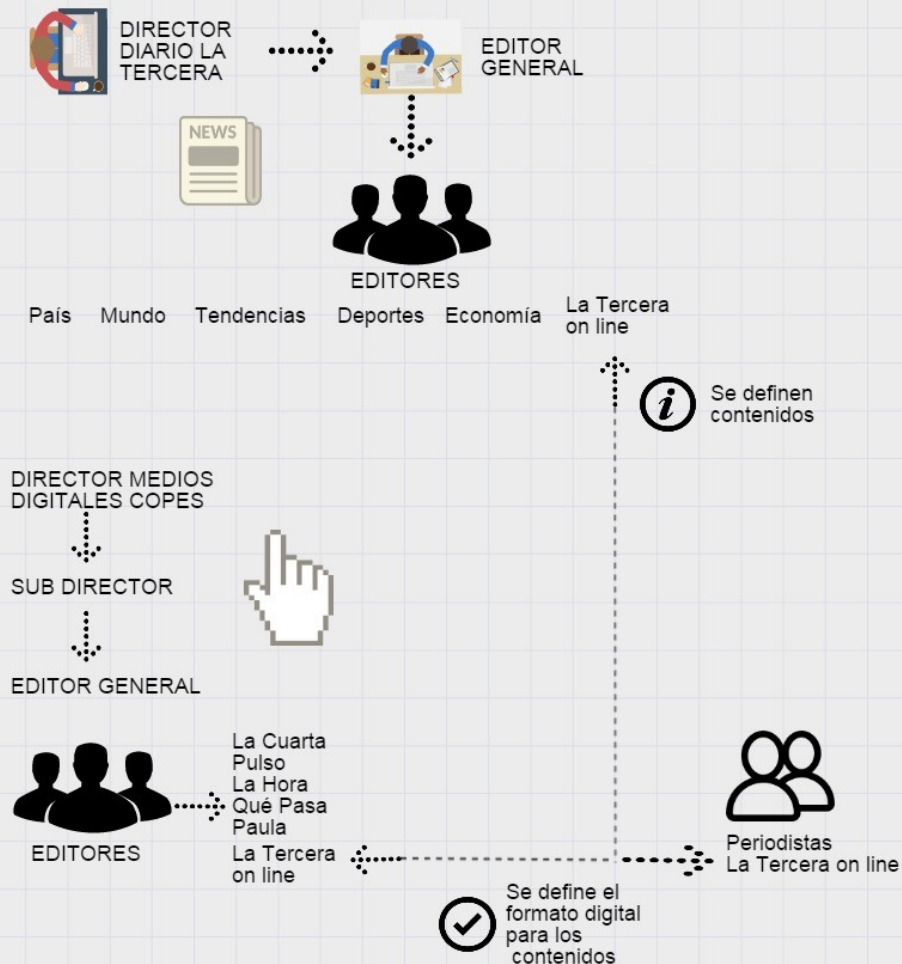 DIRECTOR
DIARIO LA
TERCERA
EDITOR
GENERAL
NEWS
EDITORES
País
Mundo
Tendencias
Deportes
Economía
La Tercera
on line
i
Se definen
contenidos
DIRECTOR MEDIOS
DIGITALES COPES
SUB DIRECTOR
EDITOR GENERAL
EDITORES
La Cuarta
Pulso
La Hora
Qué Pasa
Paula
La Tercera
on line
Periodistas
La Tercera on line
Se define el
formato digital
para los
contenidos